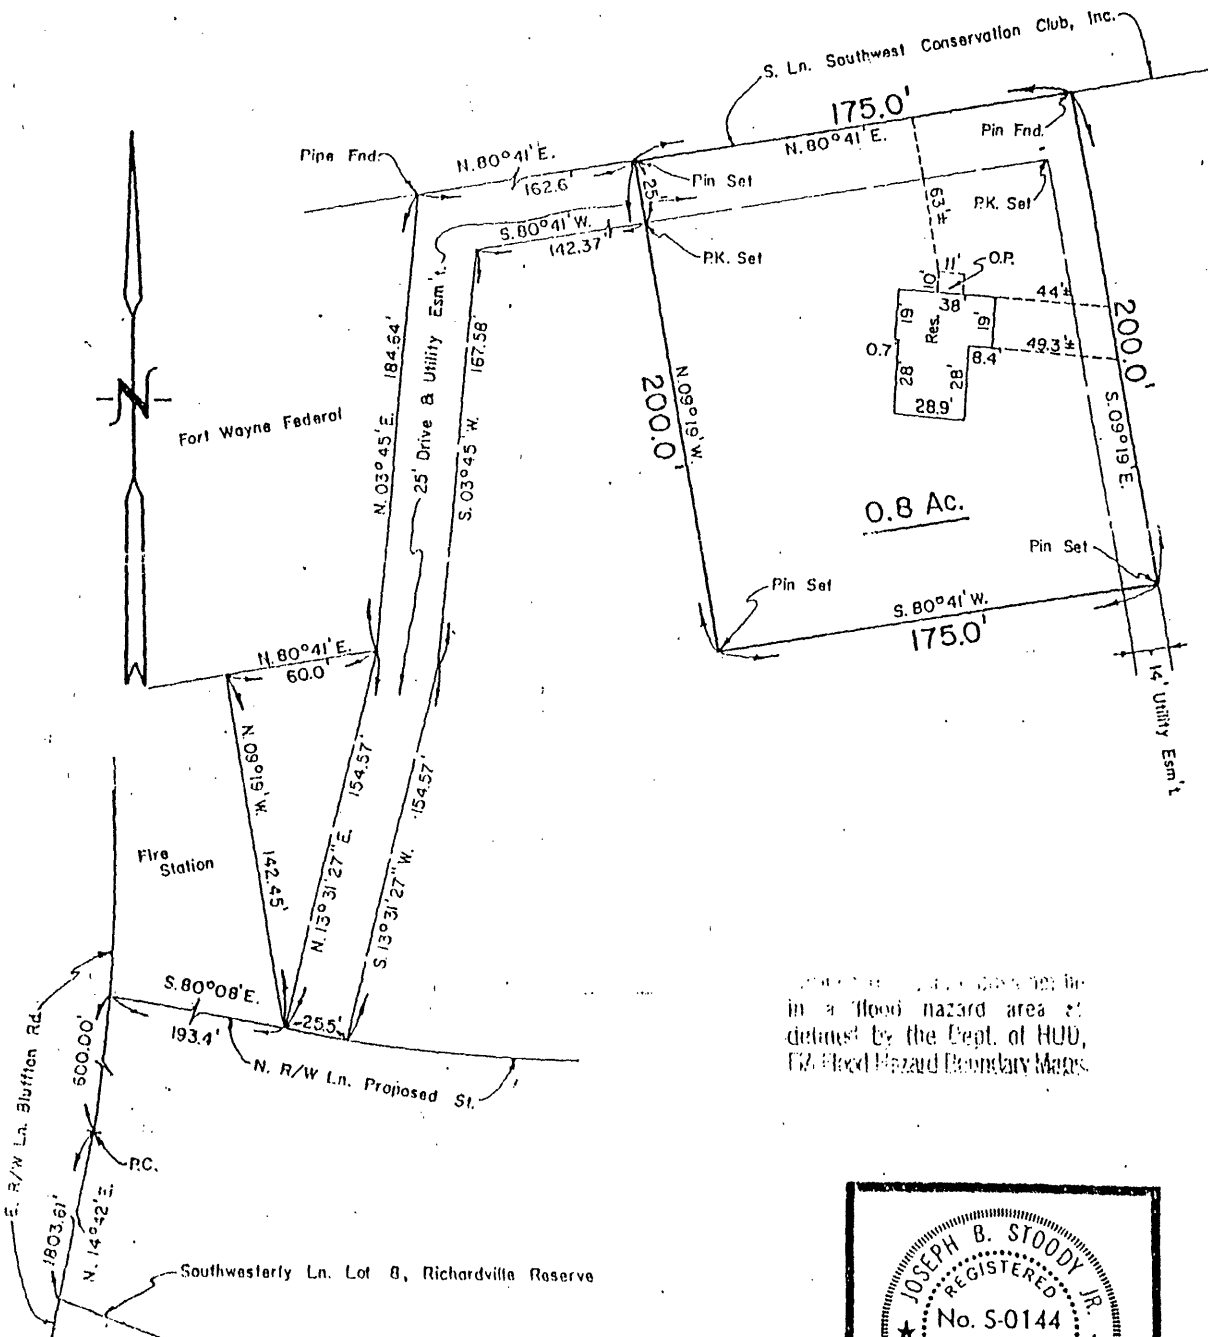 S. Ln. Southwest Conservation Club, Inc.
175.0'
N. 80°41' E.
Pin Fnd.
Pipe Fnd.
N. 80°41' E.
162.6'
Pin Set
25'
P.K. Set
S. 80°41' W.
142.37'
P.K. Set
63'±
11'
O.P.
10'
38'
44'±
19'
Res.
19'
0.7'
8.4'
49.3'±
28'
28'
28.9'
200.0'
S. 09°19' E.
N. 09°19' W.
200.0'
184.64'
N. 03°45' E.
25' Drive & Utility Esm't.
167.58'
S. 03°45' W.
N
Fort Wayne Federal
0.8 Ac.
Pin Set
Pin Set
S. 80°41' W.
175.0'
14' Utility Esm't.
N. 80°41' E.
60.0'
N. 09°19' W.
142.45'
154.57'
N. 13°31'27" E.
154.57'
S. 13°31'27" W.
Fire
Station
S. 80°08' E.
193.4'
25.5'
N. R/W Ln. Proposed St.
E. R/W Ln. Bluffton Rd.
600.00'
P.C.
1803.61'
N. 14°42' E.
Southwesterly Ln. Lot 8, Richardville Reserve
in a flood hazard area as
defined by the Dept. of HUD,
FIA Flood Hazard Boundary Maps.
JOSEPH B. STOODY JR.
REGISTERED
No. S-0144